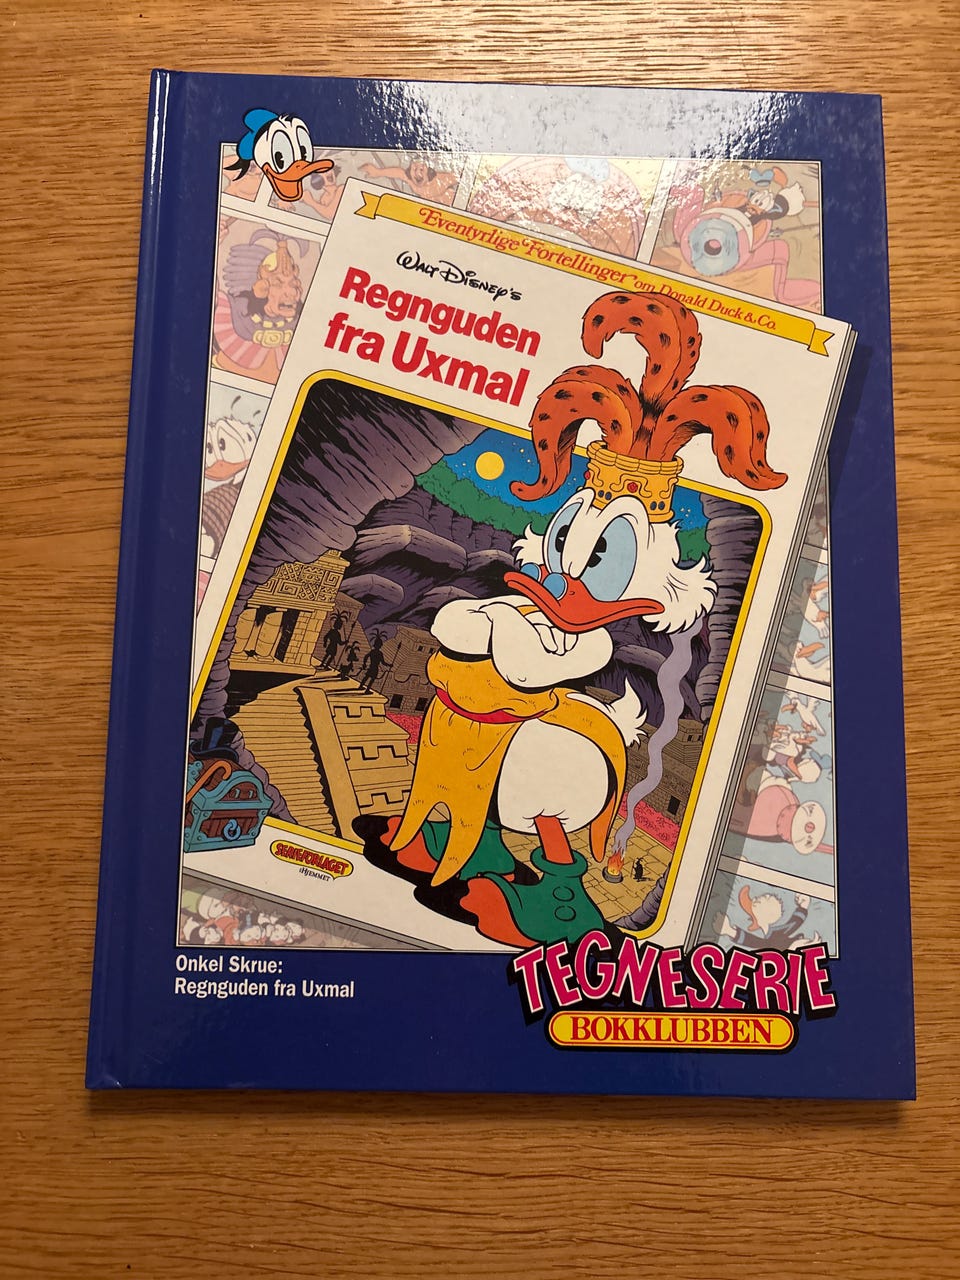 Eventyrlige Fortellinger om Donald Duck & Co.
WALT DISNEY'S
Regnguden
fra Uxmal
SERIEFORLAGET
HJEMMET
Onkel Skrue:
Regnguden fra Uxmal
TEGNESERIE
BOKKLUBBEN